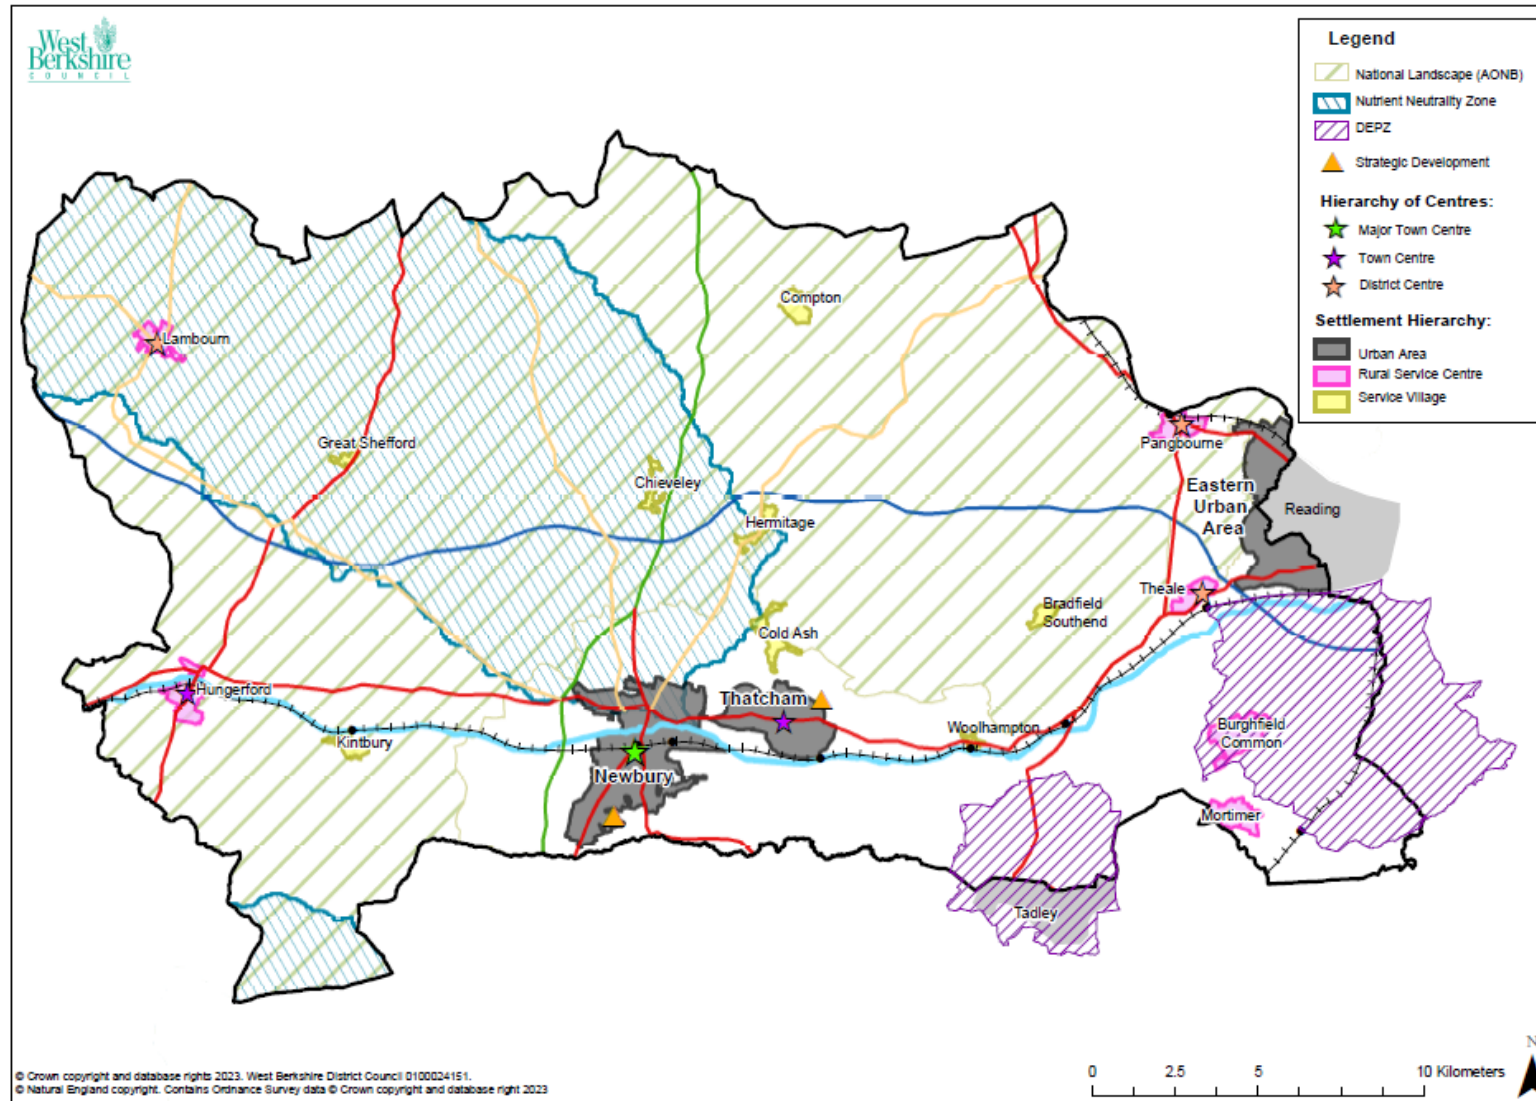 West
Berkshire
COUNCIL
Legend
National Landscape (AONB)
Nutrient Neutrality Zone
DEPZ
Strategic Development
Hierarchy of Centres:
Major Town Centre
Town Centre
District Centre
Settlement Hierarchy:
Urban Area
Rural Service Centre
Service Village
Compton
Lambourn
Great Shefford
Pangbourne
Chieveley
Eastern
Urban
Area
Reading
Hermitage
Theale
Bradfield
Southend
Cold Ash
Hungerford
Thatcham
Woolhampton
Burghfield
Common
Kintbury
Newbury
Mortimer
Tadley
© Crown copyright and database rights 2023. West Berkshire District Council 0100024151.
© Natural England copyright. Contains Ordnance Survey data © Crown copyright and database right 2023
0 2.5 5 10 Kilometers
N